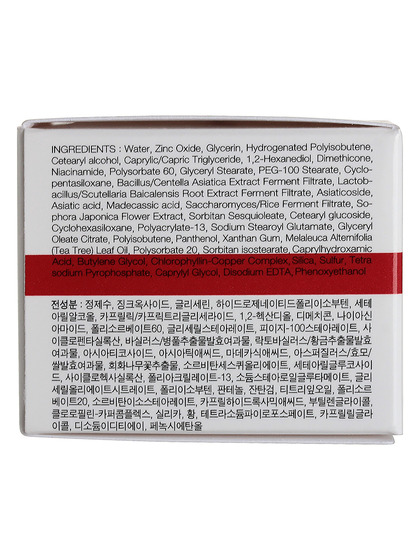 INGREDIENTS : Water, Zinc Oxide, Glycerin, Hydrogenated Polyisobutene,
Cetearyl alcohol, Caprylic/Capric Triglyceride, 1,2-Hexanediol, Dimethicone,
Niacinamide, Polysorbate 60, Glyceryl Stearate, PEG-100 Stearate, Cyclo-
pentasiloxane, Bacillus/Centella Asiatica Extract Ferment Filtrate, Lactob-
bacillus/Scutellaria Baicalensis Root Extract Ferment Filtrate, Asiaticoside,
Asiatic acid, Madecassic acid, Saccharomyces/Rice Ferment Filtrate, So-
phora Japonica Flower Extract, Sorbitan Sesquioleate, Cetearyl glucoside,
Cyclohexasiloxane, Polyacrylate-13, Sodium Stearoyl Glutamate, Glyceryl
Oleate Citrate, Polyisobutene, Panthenol, Xanthan Gum, Melaleuca Alternifolia
(Tea Tree) Leaf Oil, Polysorbate 20, Sorbitan isostearate, Caprylhydroxamic
Acid, Butylene Glycol, Chlorophyllin-Copper Complex, Silica, Sulfur, Tetra
sodium Pyrophosphate, Caprylyl Glycol, Disodium EDTA, Phenoxyethanol
전성분 : 정제수, 징크옥사이드, 글리세린, 하이드로제네이티드폴리이소부텐, 세테
아릴알코올, 카프릴릭/카프릭트리글리세라이드, 1,2-헥산디올, 디메치콘, 나이아신
아마이드, 폴리소르베이트60, 글리세릴스테아레이트, 피이지-100스테아레이트, 사
이클로펜타실록산, 바실러스/병풀추출물발효여과물, 락토바실러스/황금추출물발효
여과물, 아시아티코사이드, 아시아틱애씨드, 마데카식애씨드, 아스퍼질러스/효모/
쌀발효여과물, 회화나무꽃추출물, 소르비탄세스퀴올리에이트, 세테아릴글루코사이
드, 사이클로헥사실록산, 폴리아크릴레이트-13, 소듐스테아로일글루타메이트, 글리
세릴올리에이트시트레이트, 폴리이소부텐, 판테놀, 잔탄검, 티트리잎오일, 폴리소르
베이트20, 소르비탄이소스테아레이트, 카프릴하이드록사믹애씨드, 부틸렌글라이콜,
클로로필린-카퍼콤플렉스, 실리카, 황, 테트라소듐파이로포스페이트, 카프릴릴글라
이콜, 디소듐이디티에이, 페녹시에탄올